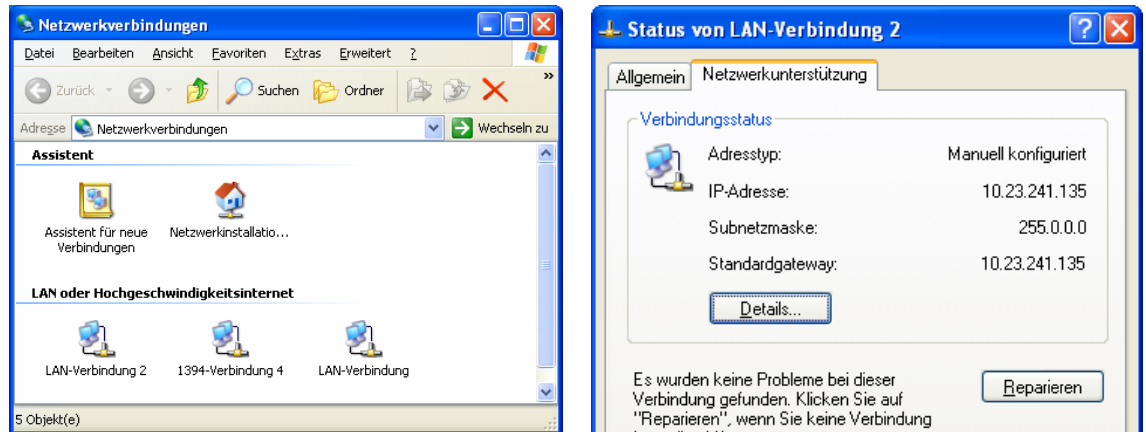 Netzwerkverbindungen
Datei Bearbeiten Ansicht Favoriten Extras Erweitert ?
Zurück Suchen Ordner »
Adresse Netzwerkverbindungen Wechseln zu
Assistent
Assistent für neue Verbindungen
Netzwerkinstallatio...
LAN oder Hochgeschwindigkeitsinternet
LAN-Verbindung 2 1394-Verbindung 4 LAN-Verbindung
5 Objekt(e)
Status von LAN-Verbindung 2
Allgemein Netzwerkunterstützung
Verbindungsstatus
Adresstyp: Manuell konfiguriert
IP-Adresse: 10.23.241.135
Subnetzmaske: 255.0.0.0
Standardgateway: 10.23.241.135
Details...
Es wurden keine Probleme bei dieser
Verbindung gefunden. Klicken Sie auf
"Reparieren", wenn Sie keine Verbindung
Reparieren